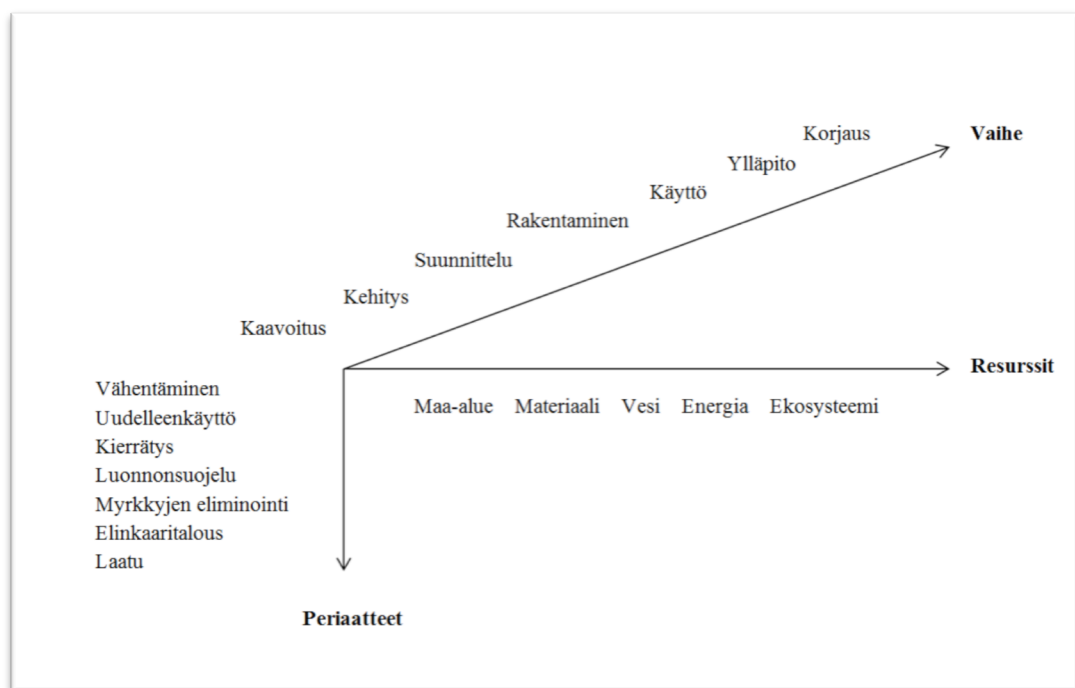 Korjaus
Vaihe
Ylläpito
Käyttö
Rakentaminen
Suunnittelu
Kehitys
Kaavoitus
Resurssit
Maa-alue Materiaali Vesi Energia Ekosysteemi
Vähentäminen
Uudelleenkäyttö
Kierrätys
Luonnonsuojelu
Myrkkyjen eliminointi
Elinkaaritalous
Laatu
Periaatteet